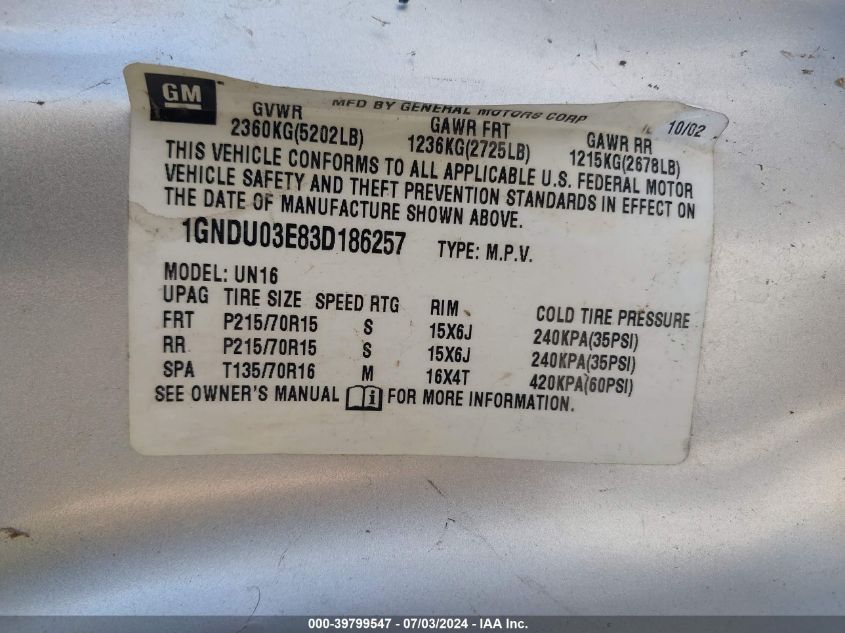 GM
MFD BY GENERAL MOTORS CORP
10/02
GVWR GAWR FRT GAWR RR
2360KG(5202LB) 1236KG(2725LB) 1215KG(2678LB)
THIS VEHICLE CONFORMS TO ALL APPLICABLE U.S. FEDERAL MOTOR
VEHICLE SAFETY AND THEFT PREVENTION STANDARDS IN EFFECT ON
THE DATE OF MANUFACTURE SHOWN ABOVE.
1GNDU03E83D186257 TYPE: M.P.V.
MODEL: UN16
UPAG TIRE SIZE SPEED RTG RIM COLD TIRE PRESSURE
FRT P215/70R15 S 15X6J 240KPA(35PSI)
RR P215/70R15 S 15X6J 240KPA(35PSI)
SPA T135/70R16 M 16X4T 420KPA(60PSI)
SEE OWNER'S MANUAL i FOR MORE INFORMATION.
000-39799547 - 07/03/2024 - IAA Inc.